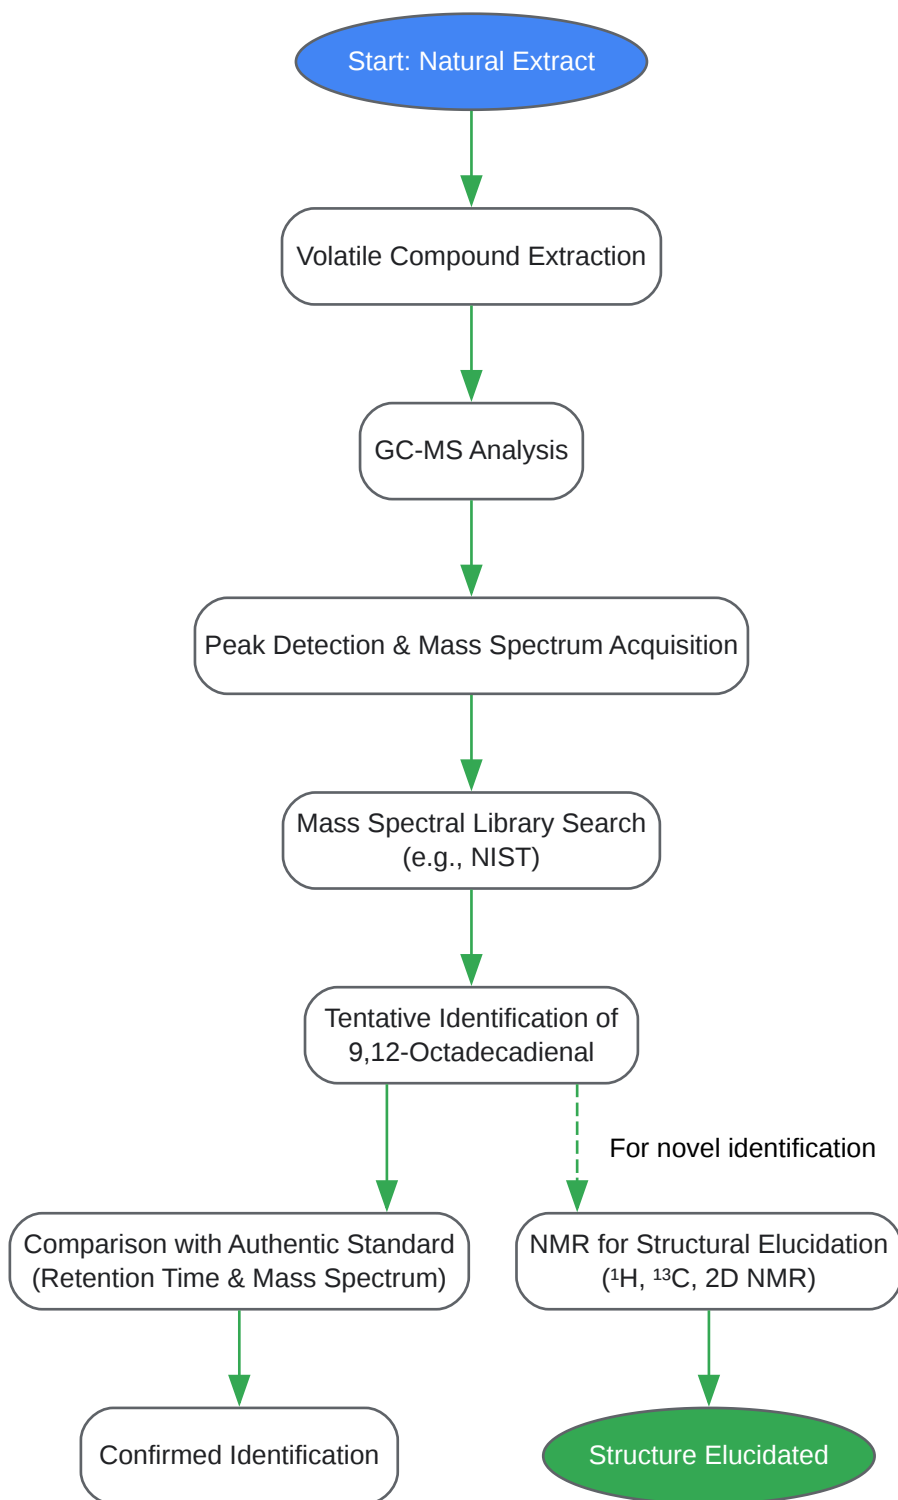 Start: Natural Extract
Volatile Compound Extraction
GC-MS Analysis
Peak Detection & Mass Spectrum Acquisition
Mass Spectral Library Search
(e.g., NIST)
Tentative Identification of
9,12-Octadecadienal
For novel identification
Comparison with Authentic Standard
(Retention Time & Mass Spectrum)
NMR for Structural Elucidation
(¹H, ¹³C, 2D NMR)
Confirmed Identification
Structure Elucidated